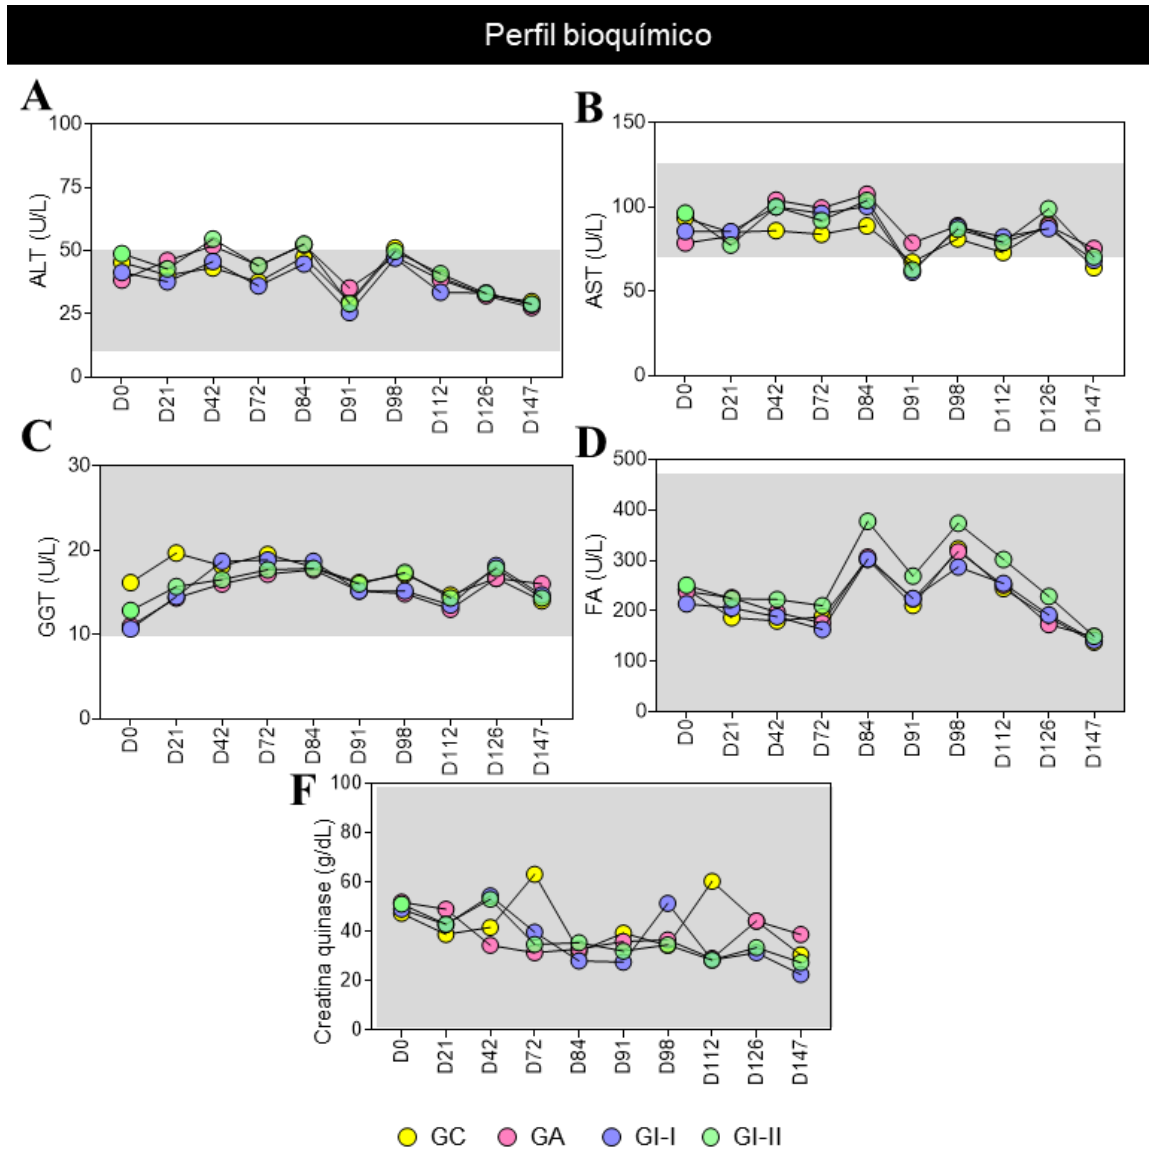 Perfil bioquímico
A
ALT (U/L)
100
75
50
25
0
D0 D21 D42 D72 D84 D91 D98 D112 D126 D147
B
AST (U/L)
150
100
50
0
D0 D21 D42 D72 D84 D91 D98 D112 D126 D147
C
GGT (U/L)
30
20
10
0
D0 D21 D42 D72 D84 D91 D98 D112 D126 D147
D
FA (U/L)
500
400
300
200
100
0
D0 D21 D42 D72 D84 D91 D98 D112 D126 D147
F
Creatina quinase (g/dL)
100
80
60
40
20
0
D0 D21 D42 D72 D84 D91 D98 D112 D126 D147
GC GA GI-I GI-II